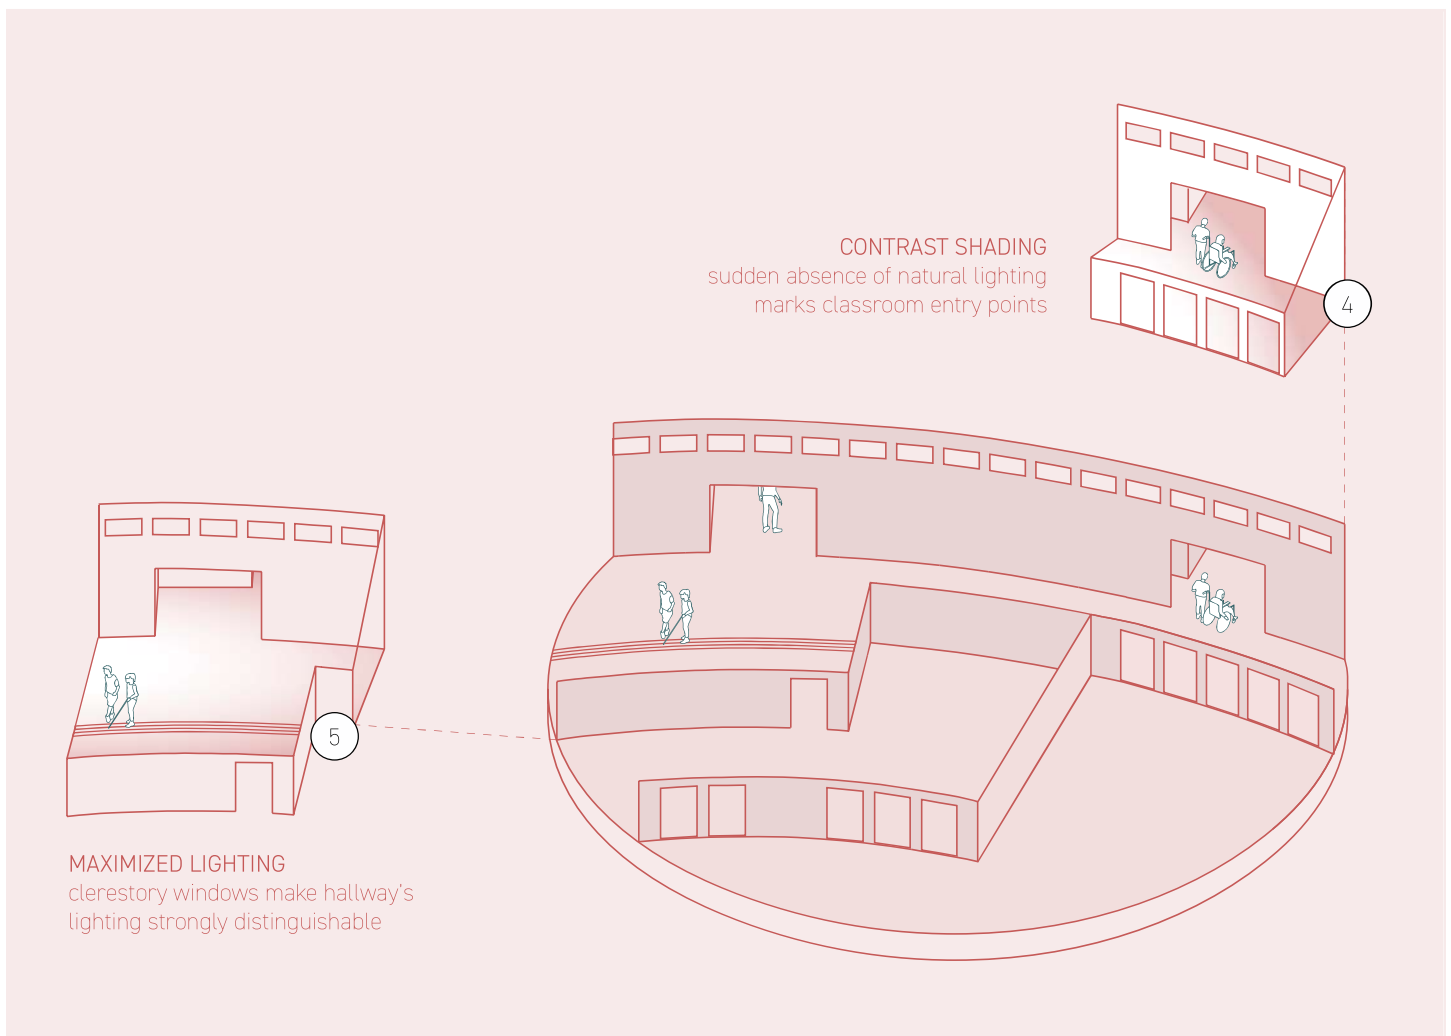 CONTRAST SHADING
sudden absence of natural lighting
marks classroom entry points
4
5
MAXIMIZED LIGHTING
clerestory windows make hallway's
lighting strongly distinguishable